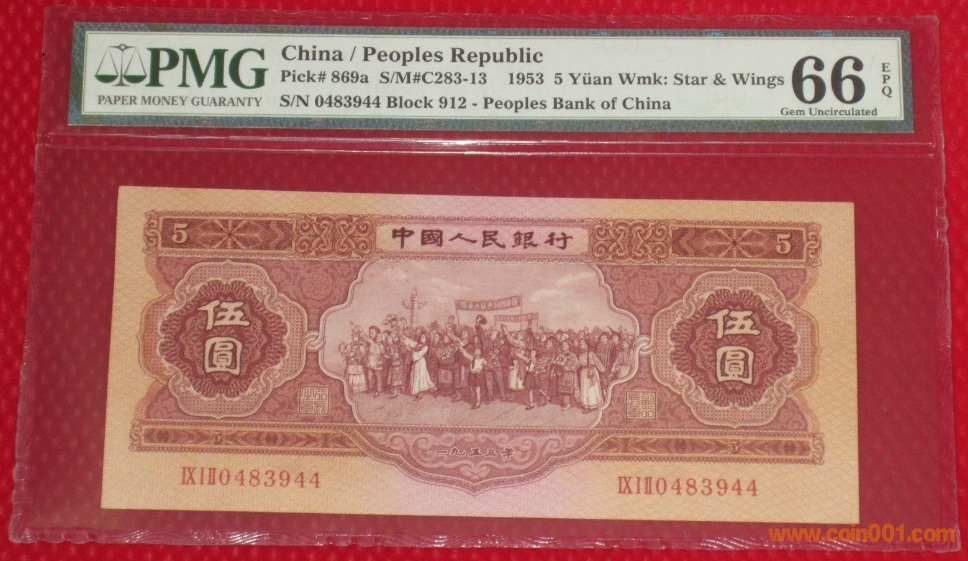 PMG
PAPER MONEY GUARANTY
China / Peoples Republic
Pick# 869a S/M#C283-13 1953 5 Yüan Wmk: Star & Wings
S/N 0483944 Block 912 - Peoples Bank of China
66 EPQ
Gem Uncirculated
5 中國人民銀行 5
伍圓 伍圓
5 5
一九五三年
ⅨⅠⅡ0483944 ⅨⅠⅡ0483944
www.coin001.com